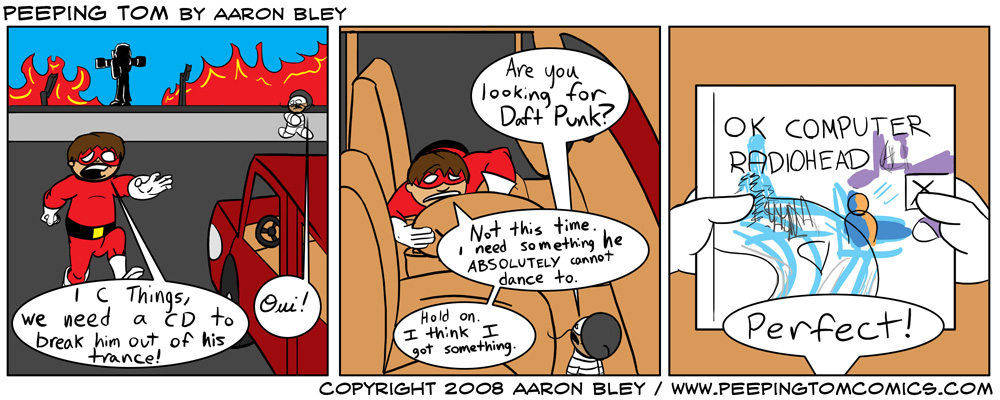 PEEPING TOM BY AARON BLEY
I C Things,
we need a CD to
break him out of his
trance!
Oui!
Are you
looking for
Daft Punk?
Not this time.
I need something he
ABSOLUTELY cannot
dance to.
Hold on.
I think I
got something.
OK COMPUTER
RADIOHEAD
Perfect!
COPYRIGHT 2008 AARON BLEY / WWW.PEEPINGTOMCOMICS.COM